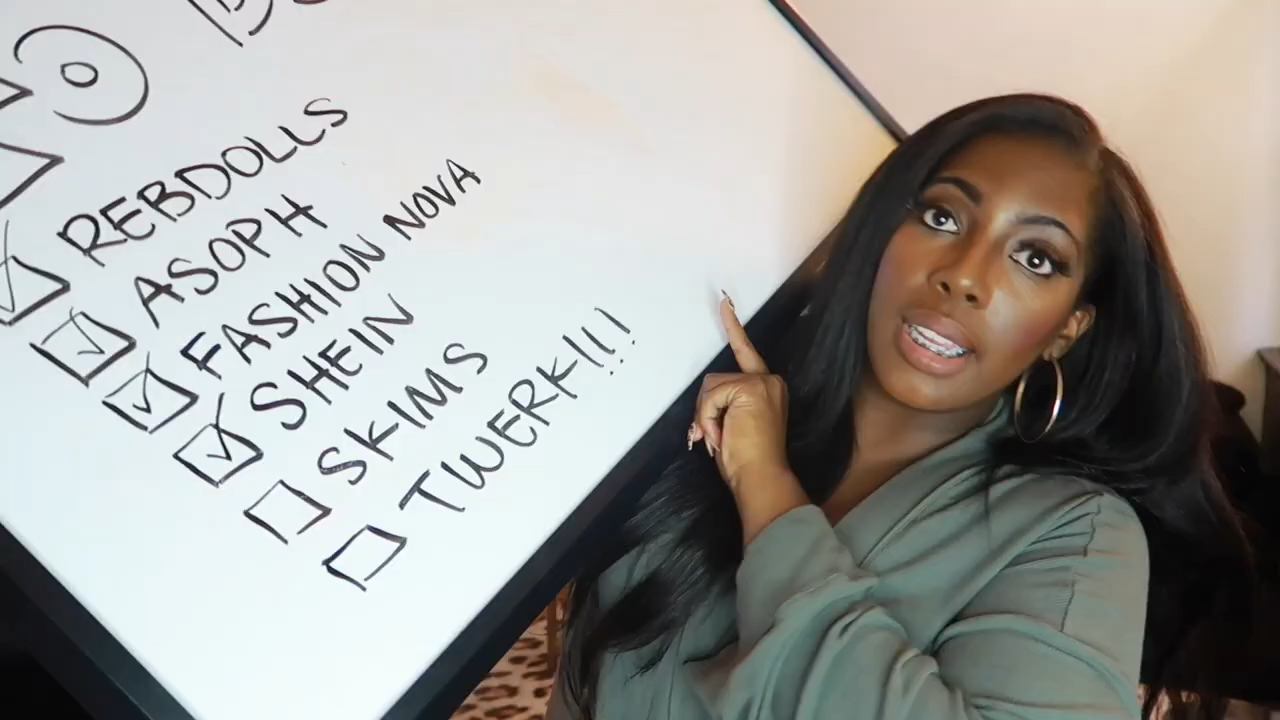 REBDOLLS
ASOPH
FASHION NOVA
SHEIN
SKIMS
TWERK!!!